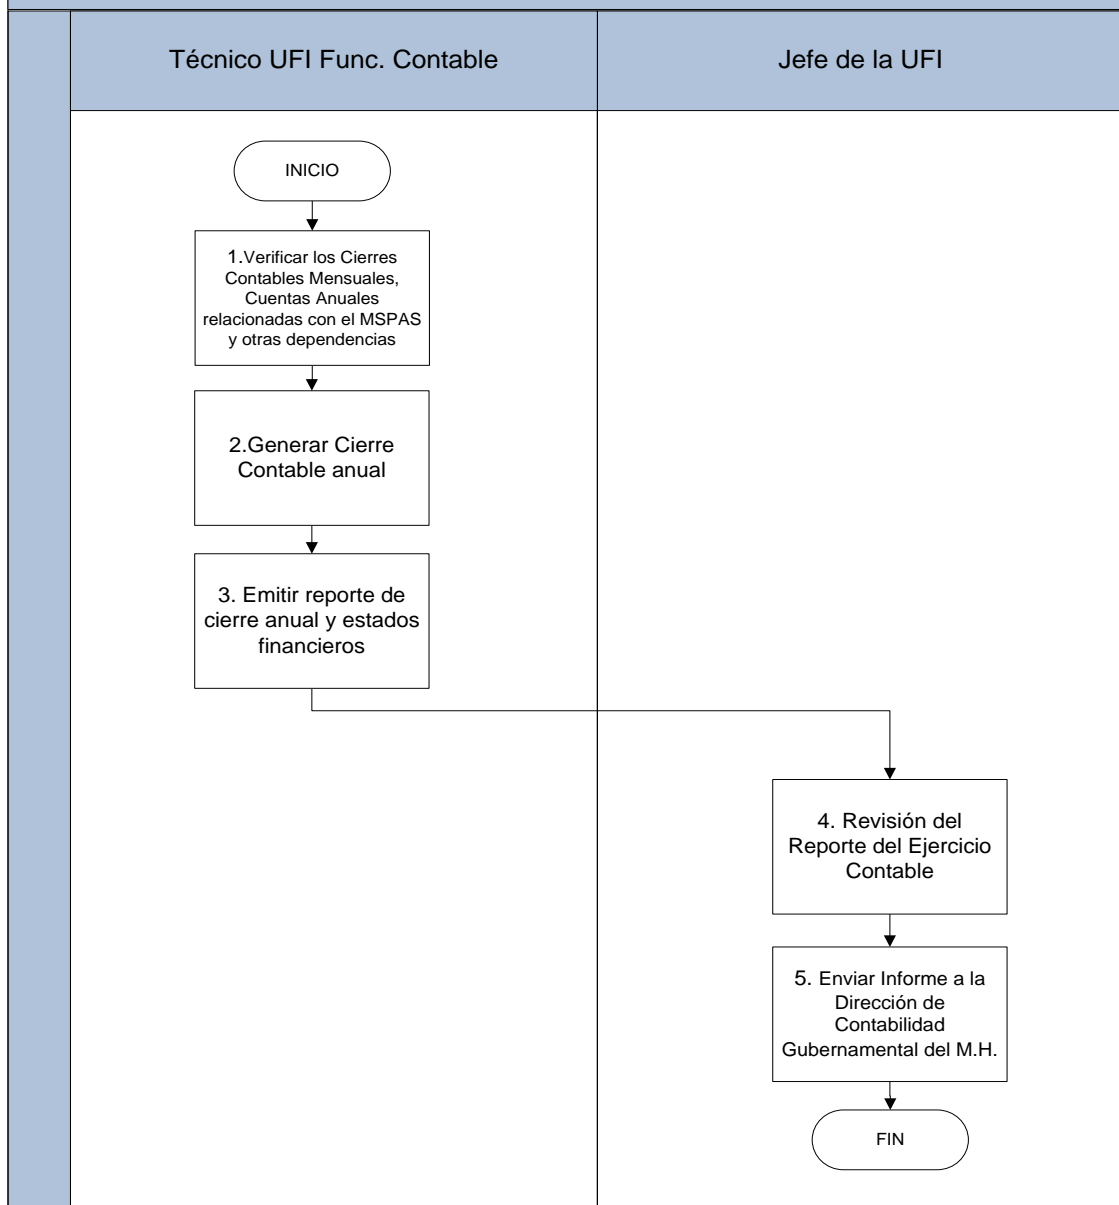 Técnico UFI Func. Contable
Jefe de la UFI
INICIO
1.Verificar los Cierres
Contables Mensuales,
Cuentas Anuales
relacionadas con el MSPAS
y otras dependencias
2.Generar Cierre
Contable anual
3. Emitir reporte de
cierre anual y estados
financieros
4. Revisión del
Reporte del Ejercicio
Contable
5. Enviar Informe a la
Dirección de
Contabilidad
Gubernamental del M.H.
FIN